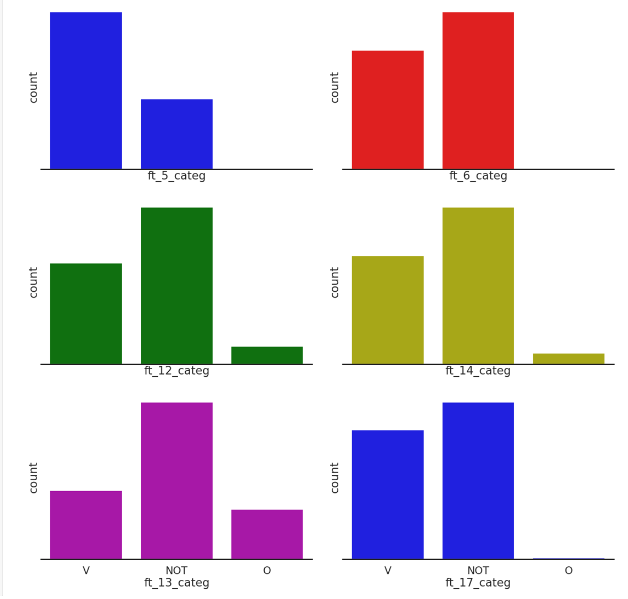 count
ft_5_categ
count
ft_6_categ
count
ft_12_categ
count
ft_14_categ
count
V NOT O
ft_13_categ
count
V NOT O
ft_17_categ